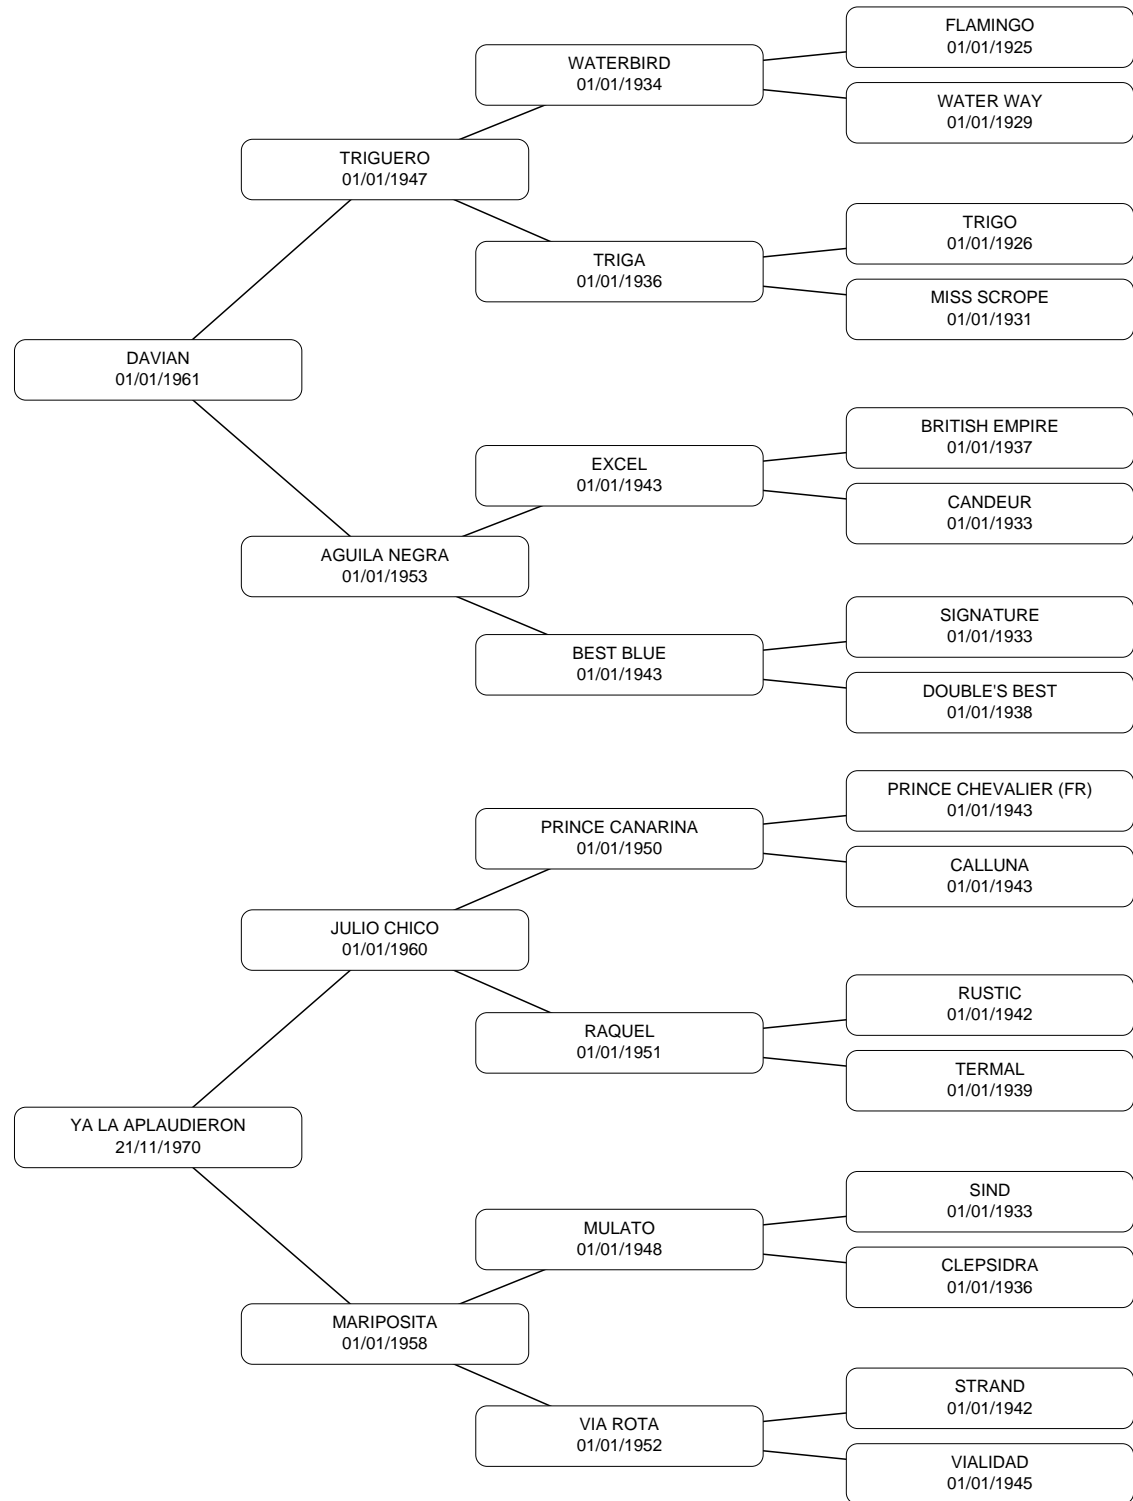 FLAMINGO
01/01/1925
WATERBIRD
01/01/1934
WATER WAY
01/01/1929
TRIGUERO
01/01/1947
TRIGO
01/01/1926
TRIGA
01/01/1936
MISS SCROPE
01/01/1931
DAVIAN
01/01/1961
BRITISH EMPIRE
01/01/1937
EXCEL
01/01/1943
CANDEUR
01/01/1933
AGUILA NEGRA
01/01/1953
SIGNATURE
01/01/1933
BEST BLUE
01/01/1943
DOUBLE'S BEST
01/01/1938
PRINCE CHEVALIER (FR)
01/01/1943
PRINCE CANARINA
01/01/1950
CALLUNA
01/01/1943
JULIO CHICO
01/01/1960
RUSTIC
01/01/1942
RAQUEL
01/01/1951
TERMAL
01/01/1939
YA LA APLAUDIERON
21/11/1970
SIND
01/01/1933
MULATO
01/01/1948
CLEPSIDRA
01/01/1936
MARIPOSITA
01/01/1958
STRAND
01/01/1942
VIA ROTA
01/01/1952
VIALIDAD
01/01/1945